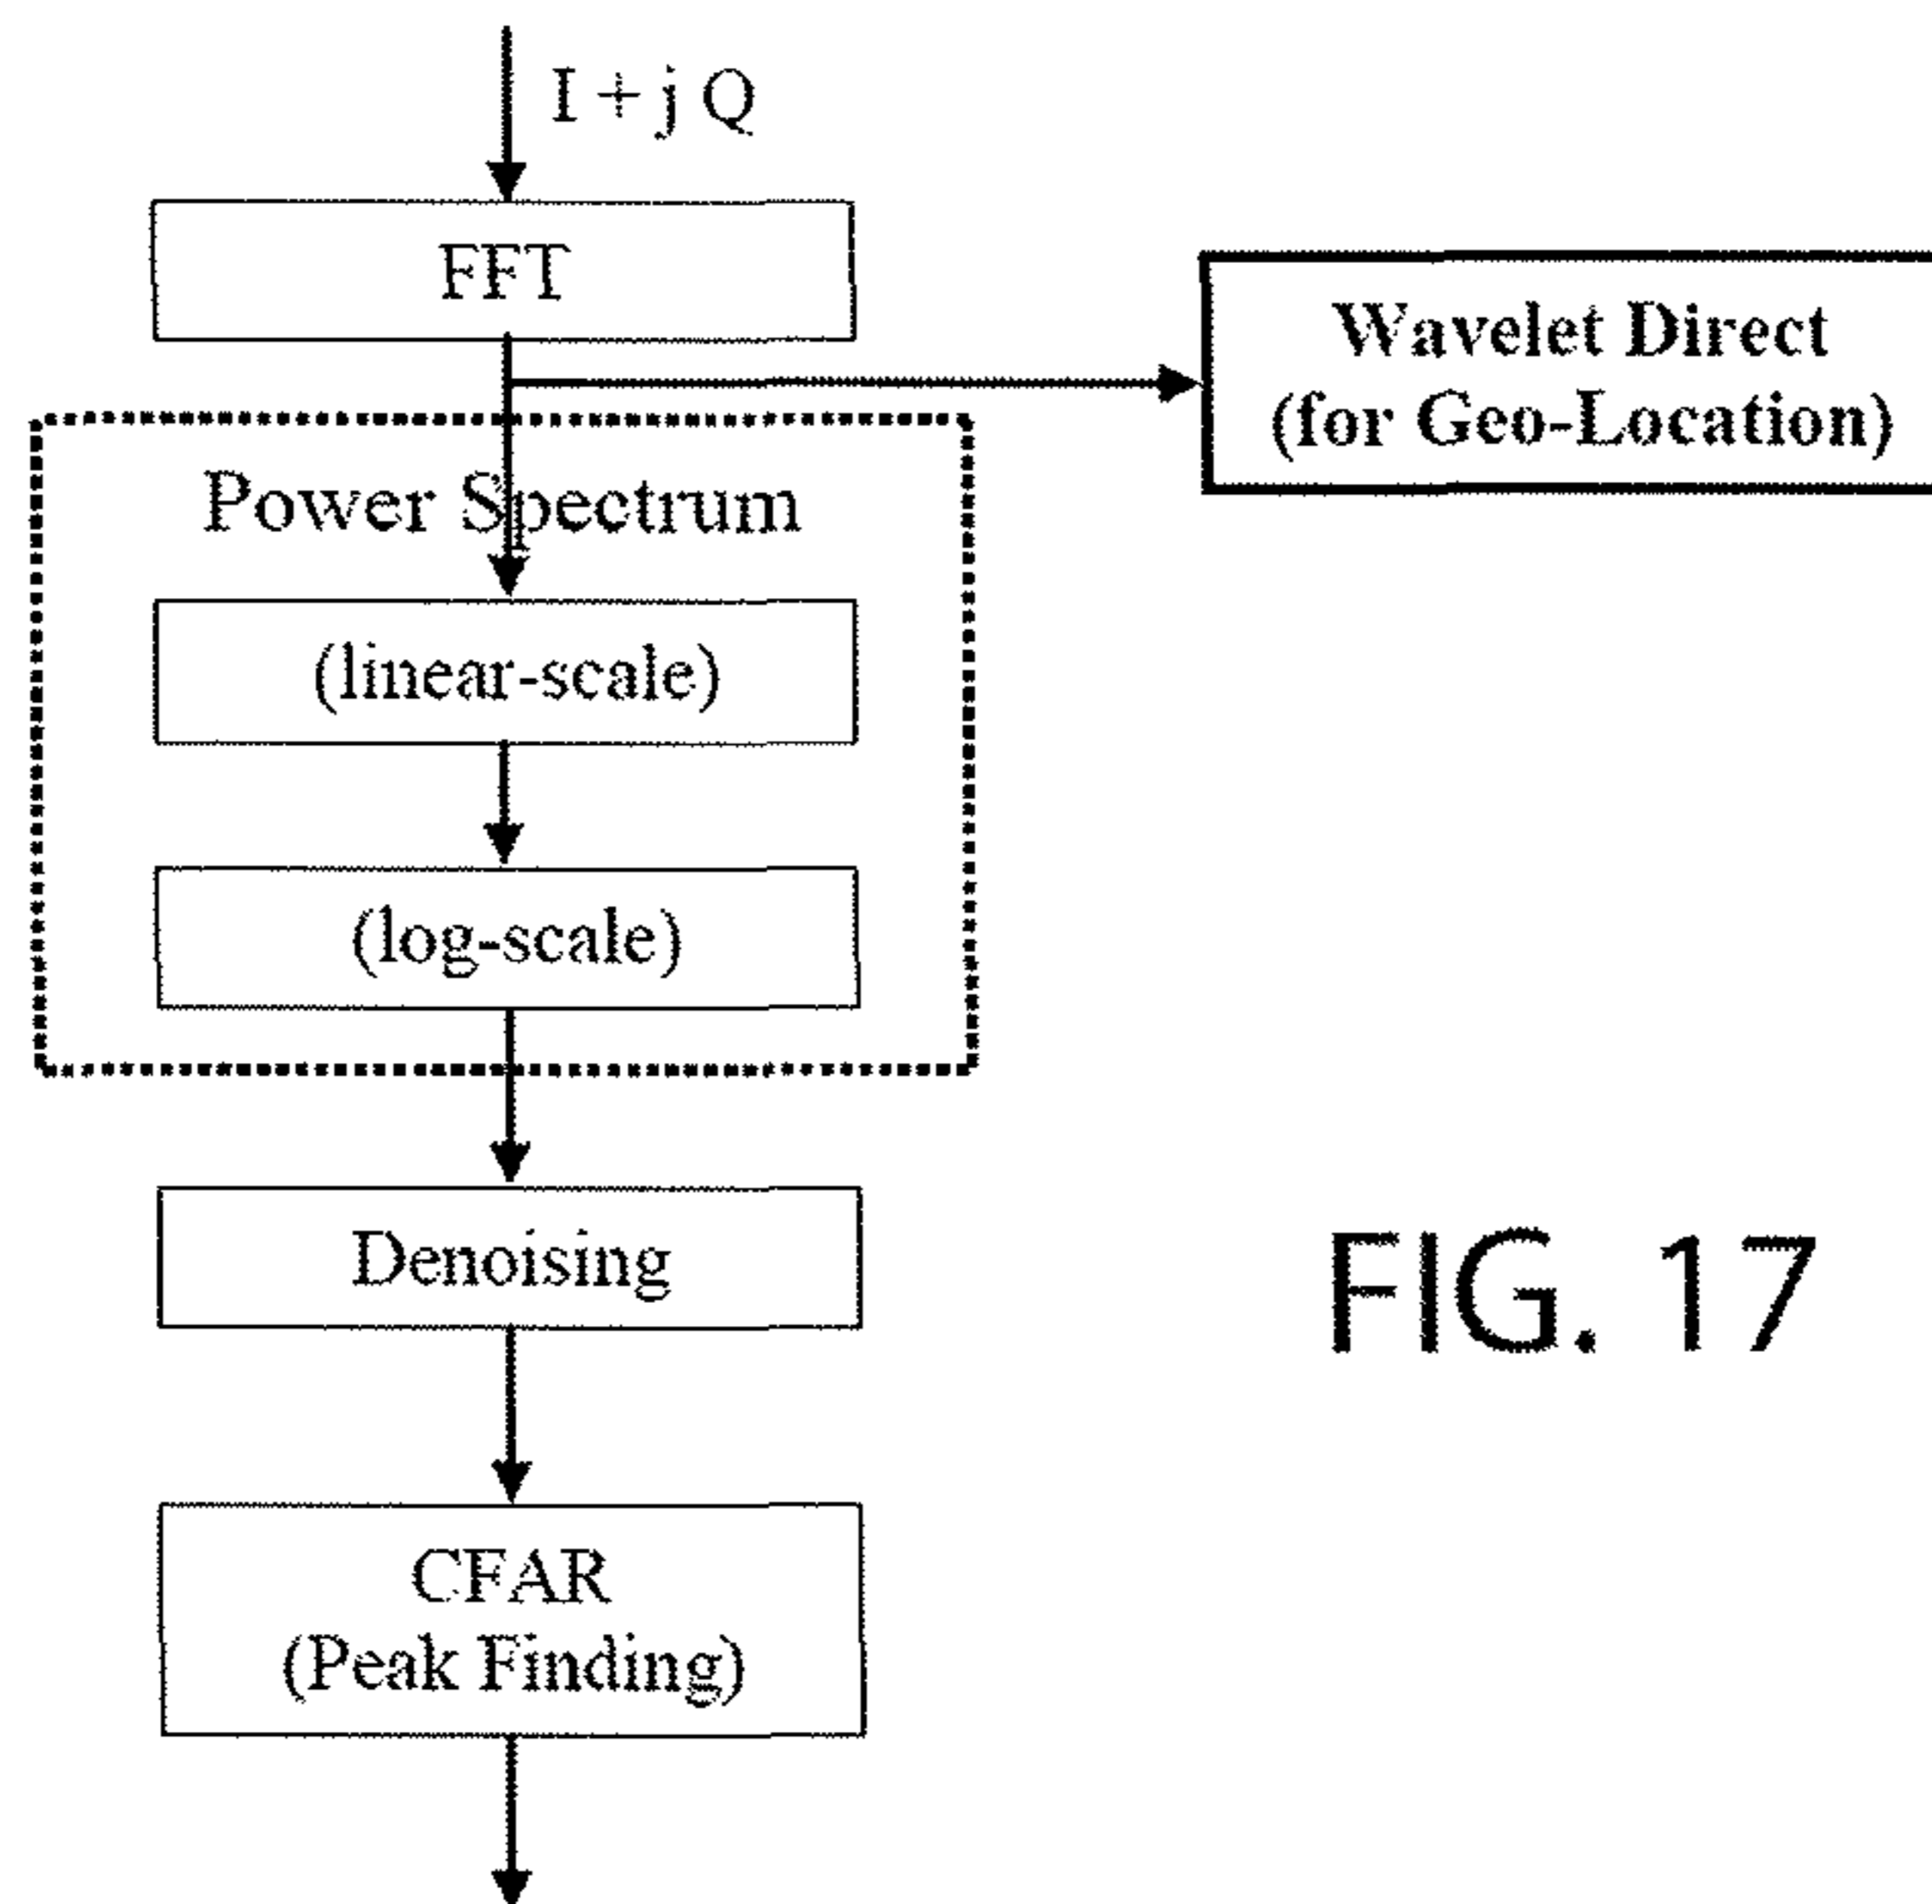 I + j Q
FFT
Wavelet Direct
(for Geo-Location)
Power Spectrum
(linear-scale)
(log-scale)
Denoising
CFAR
(Peak Finding)
FIG. 17